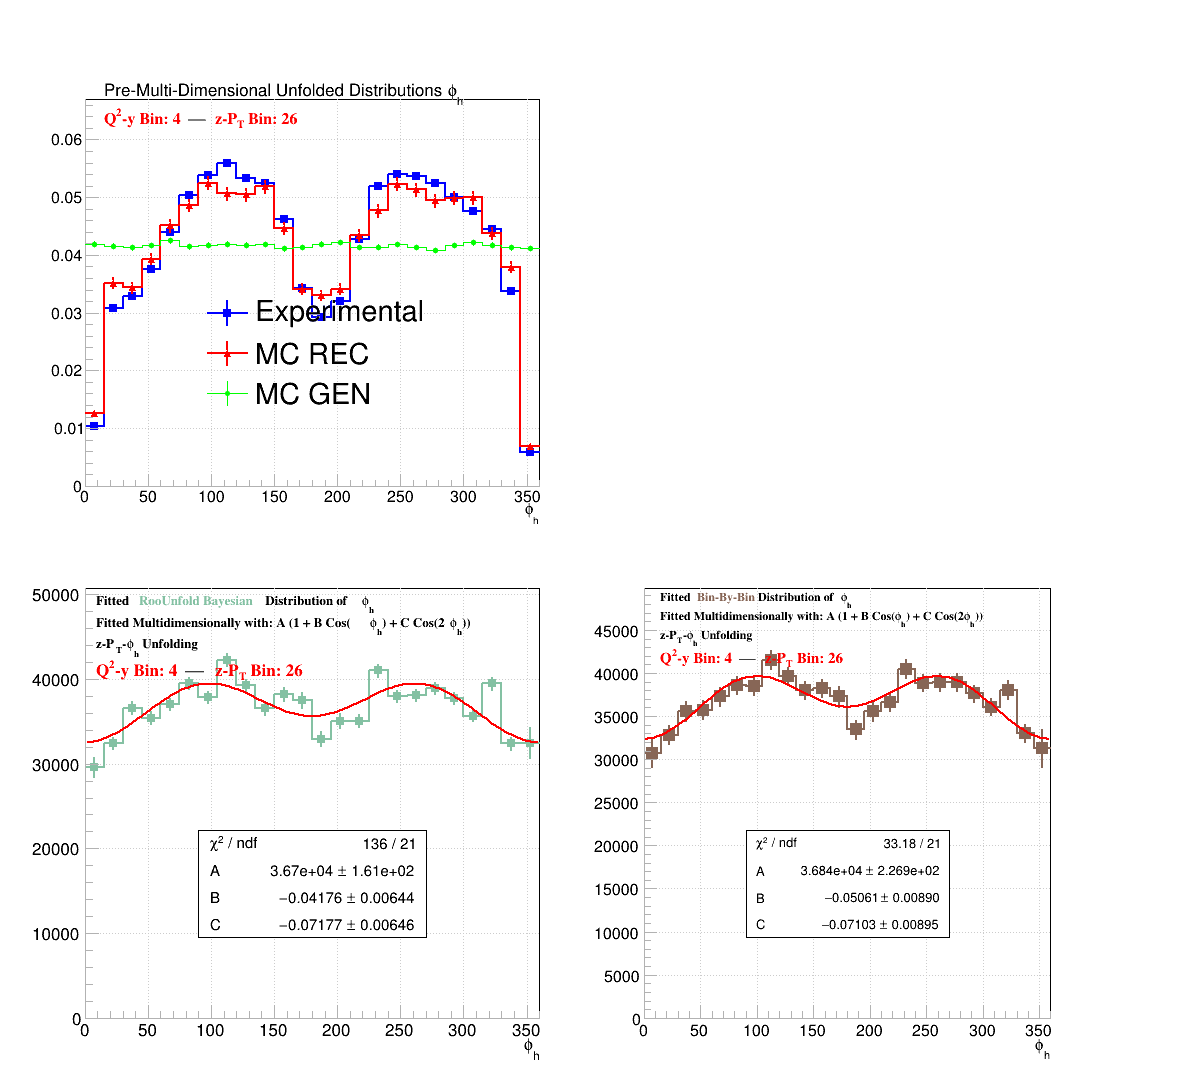 Pre-Multi-Dimensional Unfolded Distributions ϕh
Q2-y Bin: 4 — z-PT Bin: 26
0.06
0.05
0.04
0.03
0.02
0.01
0
Experimental
MC REC
MC GEN
0 50 100 150 200 250 300 350
ϕh
Fitted RooUnfold Bayesian Distribution of ϕh
Fitted Multidimensionally with: A (1 + B Cos(ϕh) + C Cos(2 ϕh))
z-PT-ϕh Unfolding
Q2-y Bin: 4 — z-PT Bin: 26
50000
40000
30000
20000
10000
0
χ2 / ndf 136 / 21
A 3.67e+04 ± 1.61e+02
B −0.04176 ± 0.00644
C −0.07177 ± 0.00646
0 50 100 150 200 250 300 350
ϕh
Fitted Bin-By-Bin Distribution of ϕh
Fitted Multidimensionally with: A (1 + B Cos(ϕh) + C Cos(2ϕh))
z-PT-ϕh Unfolding
Q2-y Bin: 4 — z-PT Bin: 26
45000
40000
35000
30000
25000
20000
15000
10000
5000
0
χ2 / ndf 33.18 / 21
A 3.684e+04 ± 2.269e+02
B −0.05061 ± 0.00890
C −0.07103 ± 0.00895
0 50 100 150 200 250 300 350
ϕh